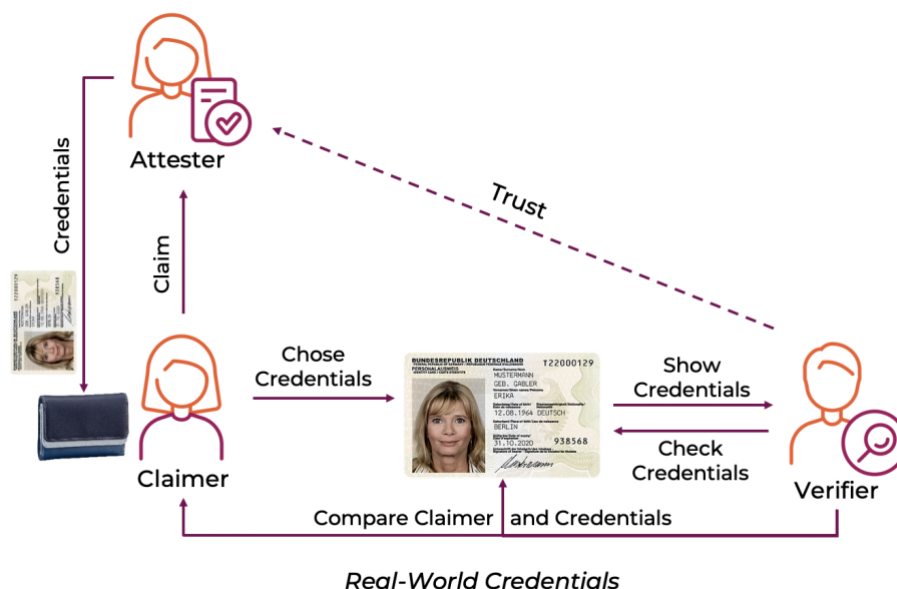 Attester
Credentials
Claim
Trust
Chose
Credentials
BUNDESREPUBLIK DEUTSCHLAND
T22000129
PERSONALAUSWEIS
MUSTERMANN
GEB. GABLER
ERIKA
12.08.1964 DEUTSCH
BERLIN
31.10.2020
938568
Show
Credentials
Check
Credentials
Claimer
Verifier
Compare Claimer and Credentials
Real-World Credentials